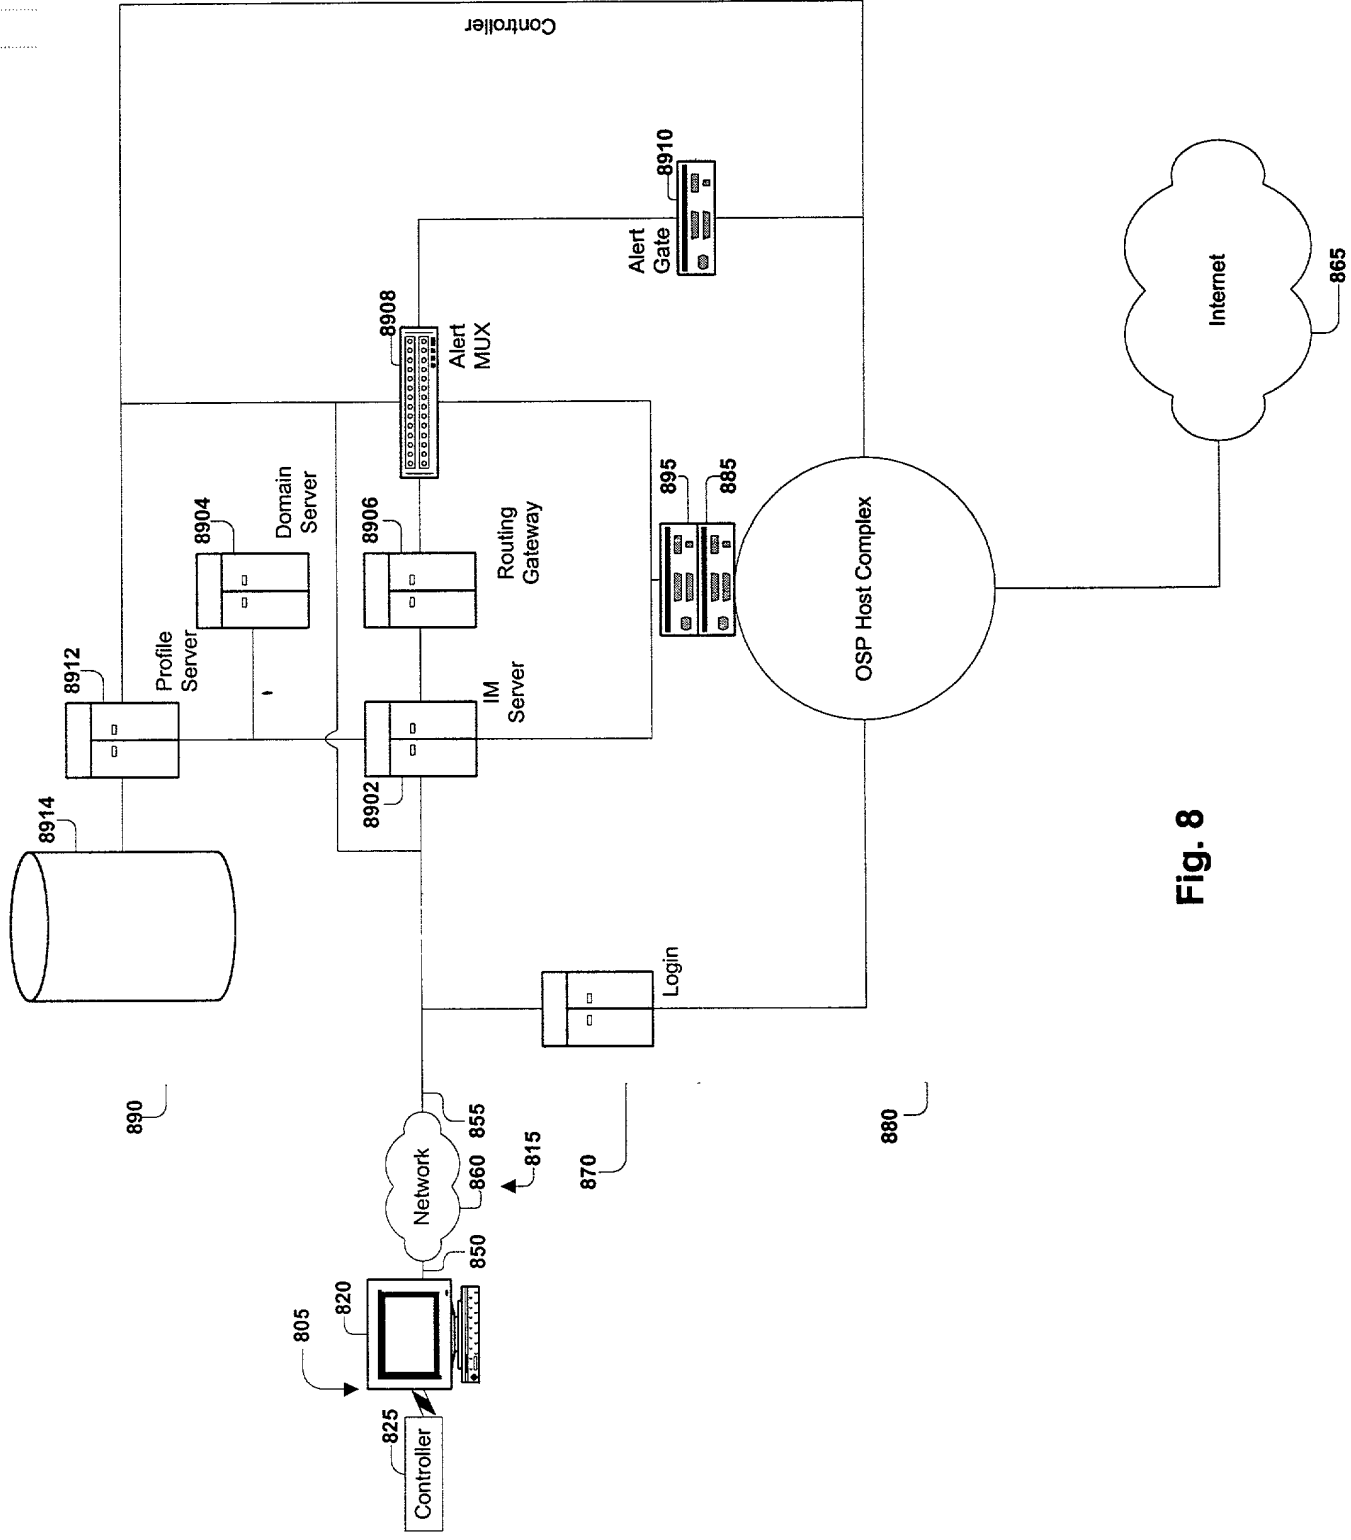 Controller
825
805
820
850
Network
860
815
855
890
870
880
8914
Login
8912
Profile
Server
8902
IM
Server
8904
Domain
Server
8906
Routing
Gateway
8908
Alert
MUX
895
885
OSP Host Complex
Alert
Gate
8910
Controller
Internet
865
Fig. 8